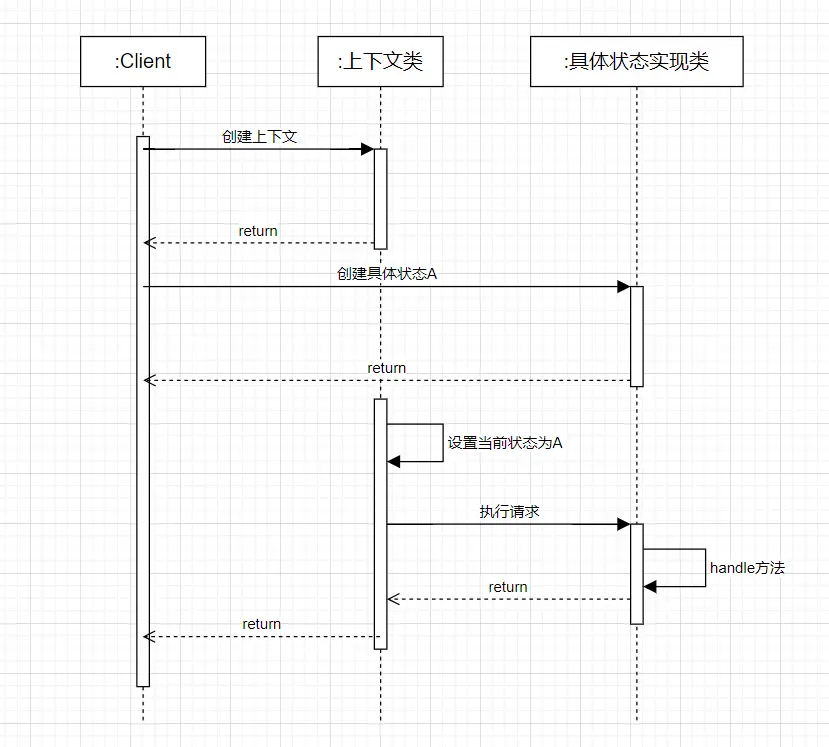 :Client
:上下文类
:具体状态实现类
创建上下文
return
创建具体状态A
return
设置当前状态为A
执行请求
handle方法
return
return